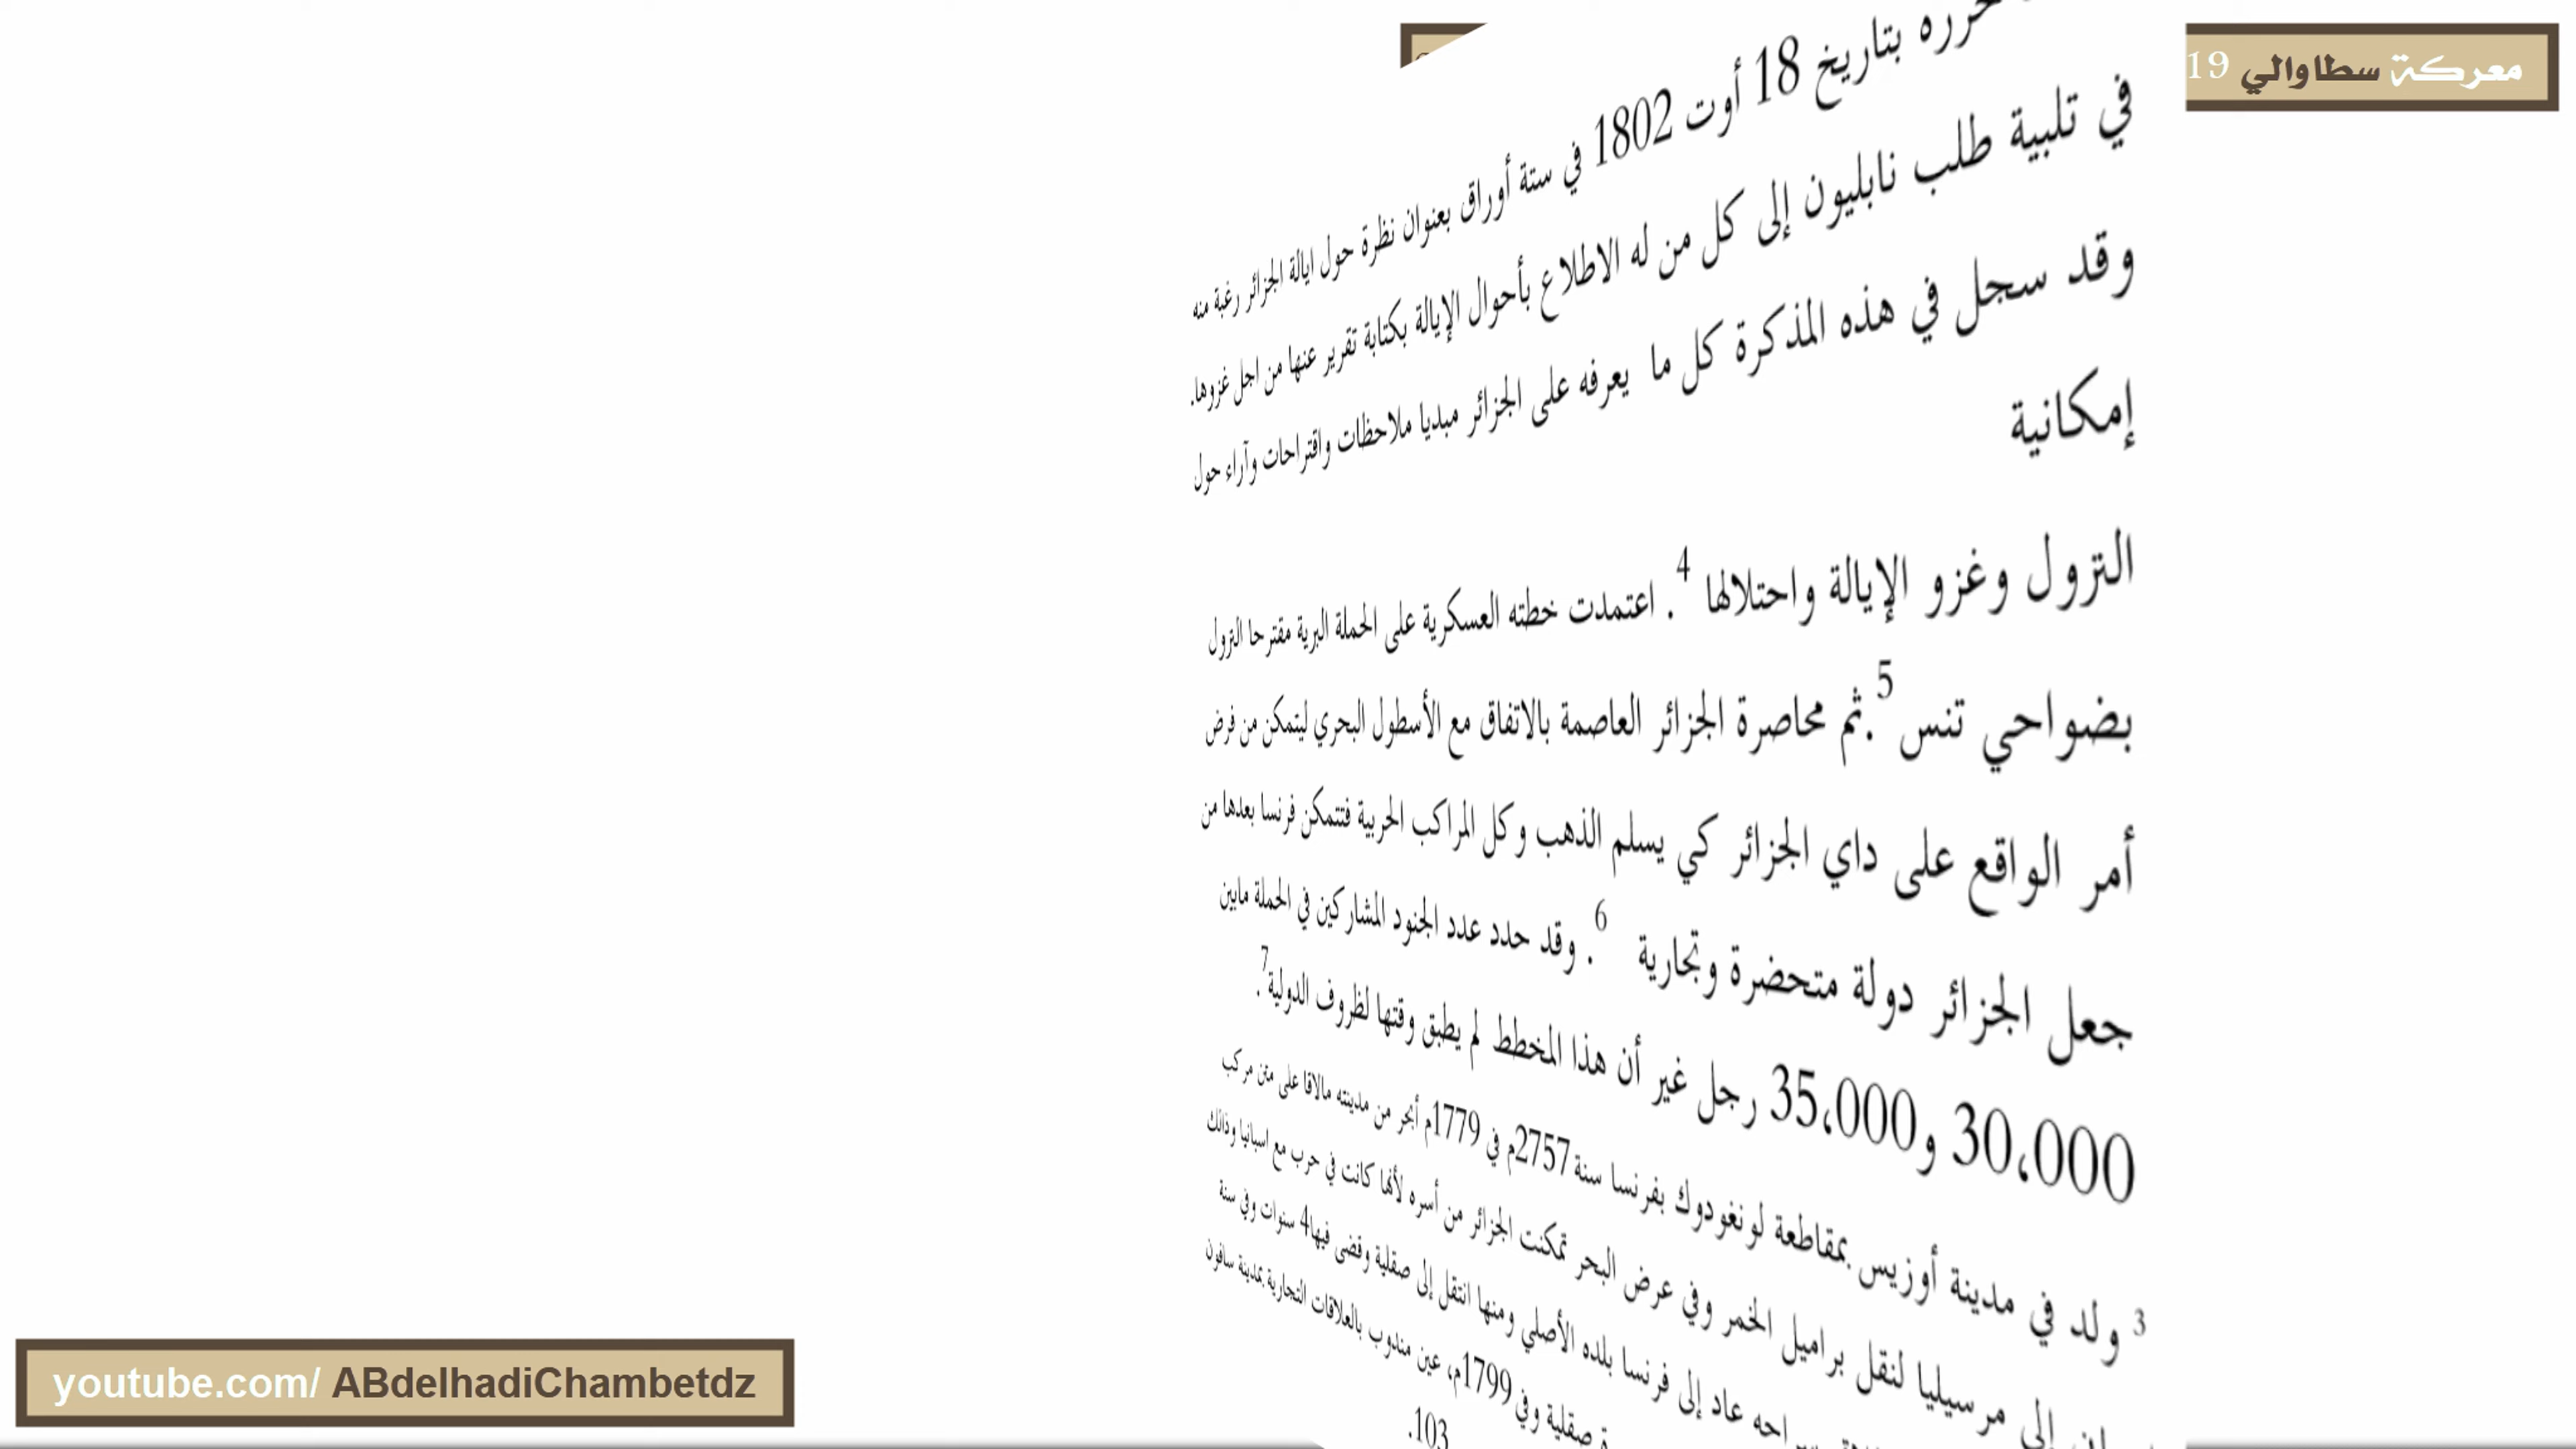 معركة سطاوالي 19
حرره بتاريخ 18 أوت 1802 في ستة أوراق بعنوان نظرة حول ايالة الجزائر رغبة منه
في تلبية طلب نابليون إلى كل من له الاطلاع بأحوال الإيالة بكتابة تقرير عنها من اجل غزوها.
وقد سجل في هذه المذكرة كل ما يعرفه على الجزائر مبديا ملاحظات واقتراحات وآراء حول
إمكانية
النزول وغزو الإيالة واحتلالها 4. اعتمدت خطته العسكرية على الحملة البرية مقترحا النزول
بضواحي تنس 5.ثم محاصرة الجزائر العاصمة بالاتفاق مع الأسطول البحري ليتمكن من فرض
أمر الواقع على داي الجزائر كي يسلم الذهب وكل المراكب الحربية فتتمكن فرنسا بعدها من
جعل الجزائر دولة متحضرة وتجارية 6. وقد حدد عدد الجنود المشاركين في الحملة مابين
30،000 و35،000 رجل غير أن هذا المخطط لم يطبق وقتها لظروف الدولية7.
3 ولد في مدينة أوزيس بمقاطعة لونغودوك بفرنسا سنة2757م في 1779م أبحر من مدينته مالاقا على متن مركب
إلى مرسيليا لنقل براميل الخمر وفي عرض البحر تمكنت الجزائر من أسره لأنها كانت في حرب مع اسبانيا وذالك
عاد إلى فرنسا بلده الأصلي ومنها انتقل إلى صقلية وقضى فيها4 سنوات وفي سنة
صقلية وفي 1799م، عين مندوب بالعلاقات التجارية بمدينة سافون
103.
youtube.com/ ABdelhadiChambetdz